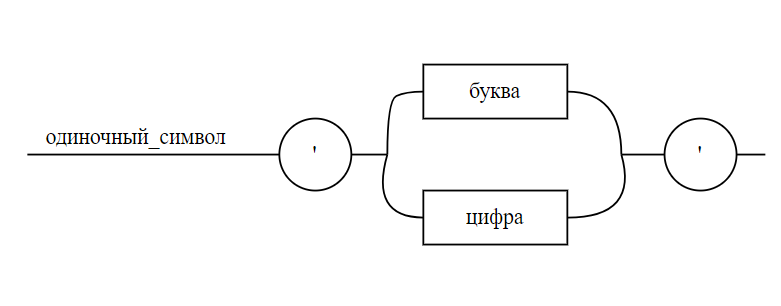 буква
одиночный_символ
'
'
цифра